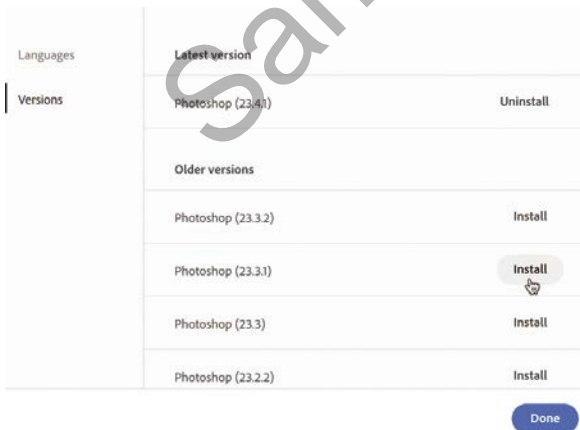 Languages
Versions
Latest version
Photoshop (23.4.1)
Uninstall
Older versions
Photoshop (23.3.2)
Install
Photoshop (23.3.1)
Install
Photoshop (23.3)
Install
Photoshop (23.2.2)
Install
Done